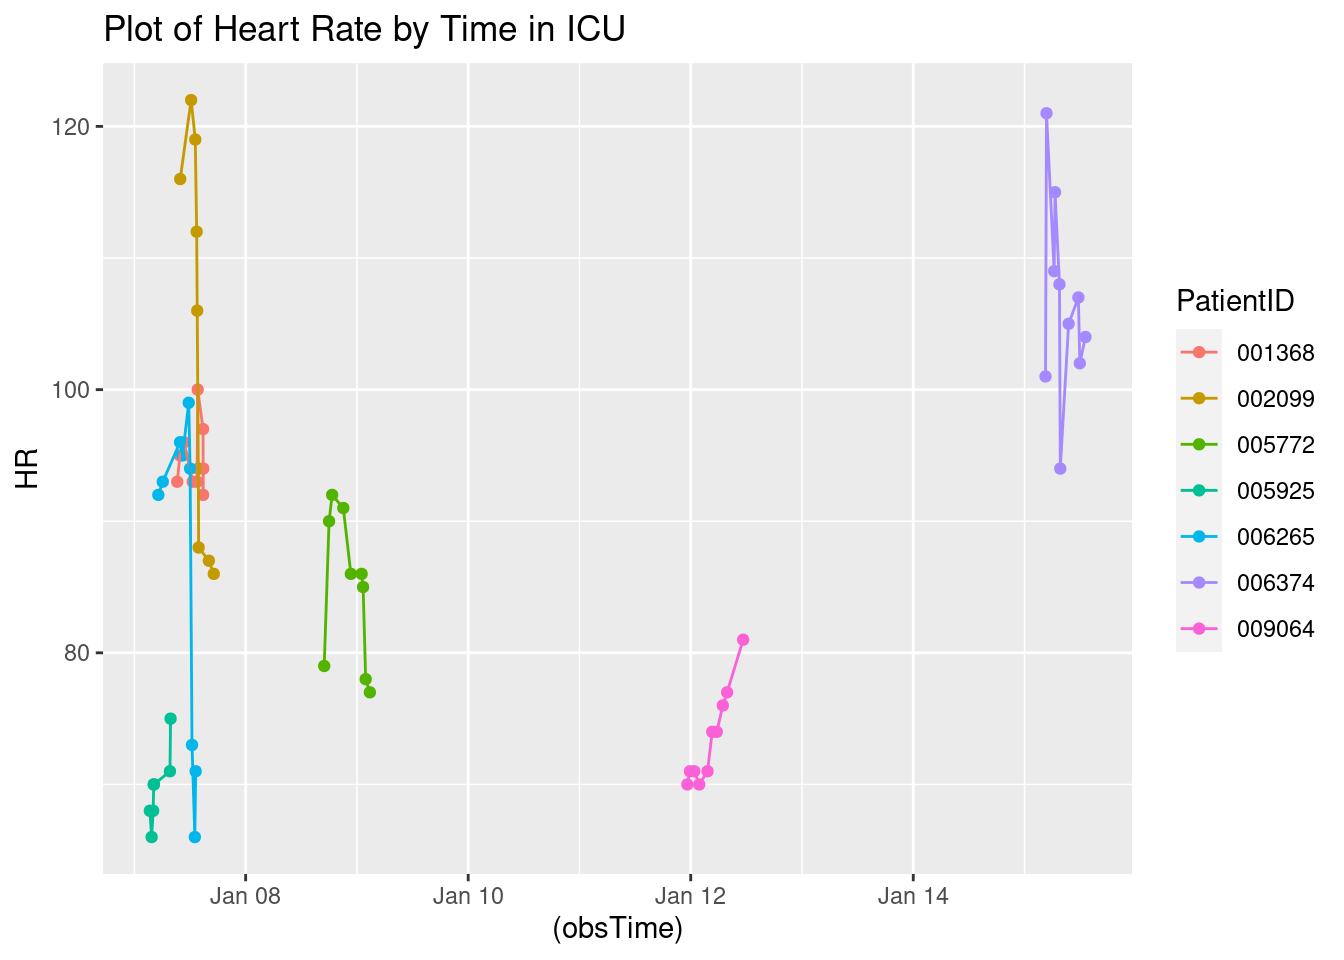 Plot of Heart Rate by Time in ICU
120
100
80
HR
Jan 08
Jan 10
Jan 12
Jan 14
(obsTime)
PatientID
001368
002099
005772
005925
006265
006374
009064